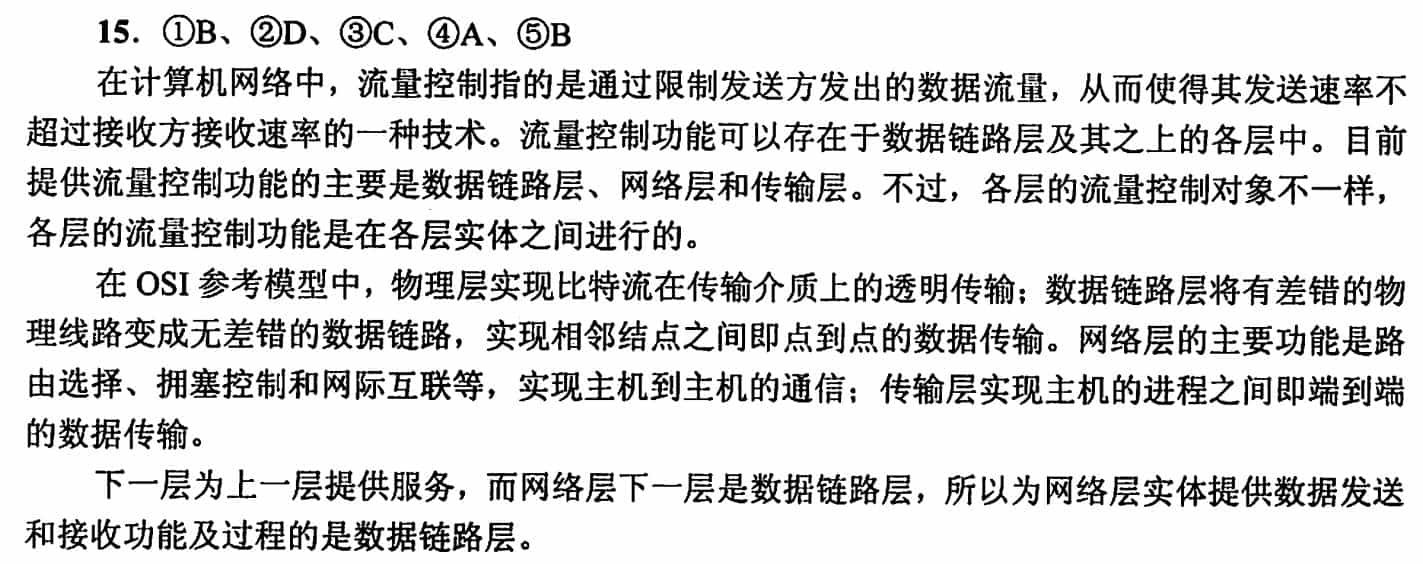 15. ①B、②D、③C、④A、⑤B
在计算机网络中，流量控制指的是通过限制发送方发出的数据流量，从而使得其发送速率不
超过接收方接收速率的一种技术。流量控制功能可以存在于数据链路层及其之上的各层中。目前
提供流量控制功能的主要是数据链路层、网络层和传输层。不过，各层的流量控制对象不一样，
各层的流量控制功能是在各层实体之间进行的。
在 OSI 参考模型中，物理层实现比特流在传输介质上的透明传输；数据链路层将有差错的物
理线路变成无差错的数据链路，实现相邻结点之间即点到点的数据传输。网络层的主要功能是路
由选择、拥塞控制和网际互联等，实现主机到主机的通信；传输层实现主机的进程之间即端到端
的数据传输。
下一层为上一层提供服务，而网络层下一层是数据链路层，所以为网络层实体提供数据发送
和接收功能及过程的是数据链路层。